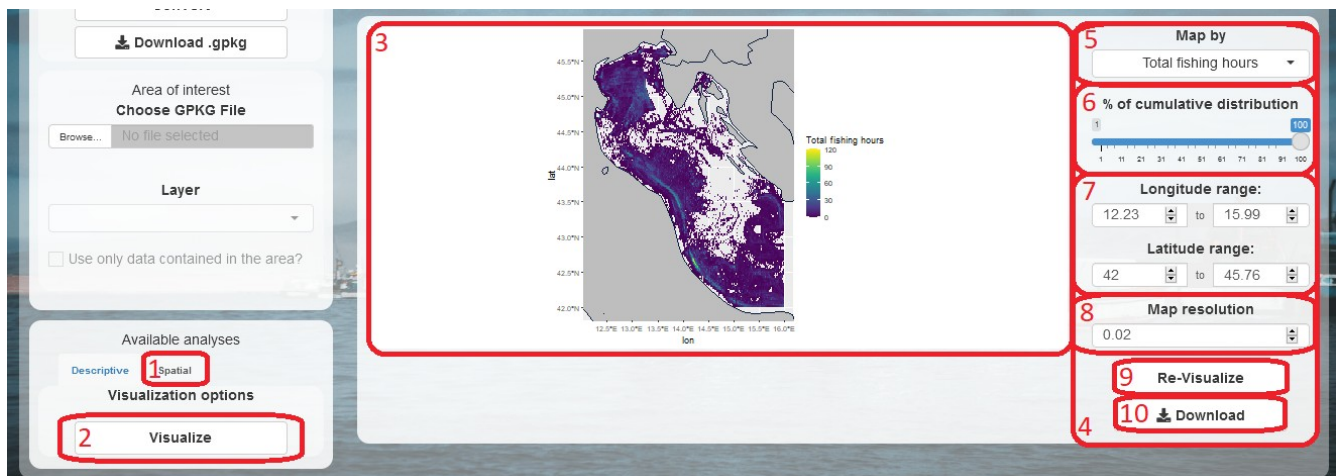 Download .gpkg
Area of interest
Choose GPKG File
Browse... No file selected
Layer
Use only data contained in the area?
Available analyses
Descriptive 1 Spatial
Visualization options
2 Visualize
3
45.5°N
45.0°N
44.5°N
44.0°N
43.5°N
43.0°N
42.5°N
42.0°N
lat
12.5°E 13.0°E 13.5°E 14.0°E 14.5°E 15.0°E 15.5°E 16.0°E
lon
Total fishing hours
120
90
60
30
0
5 Map by
Total fishing hours
6 % of cumulative distribution
1 100
1 11 21 31 41 51 61 71 81 91 100
7 Longitude range:
12.23 to 15.99
Latitude range:
42 to 45.76
8 Map resolution
0.02
9 Re-Visualize
10 Download
4